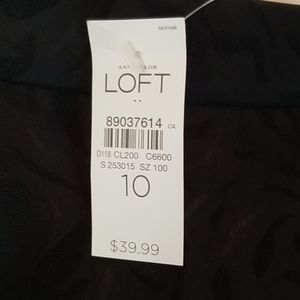 ANN TAYLOR
LOFT
89037614 CA
D118 CL200 C6600
S 253015 SZ 100
10
$39.99